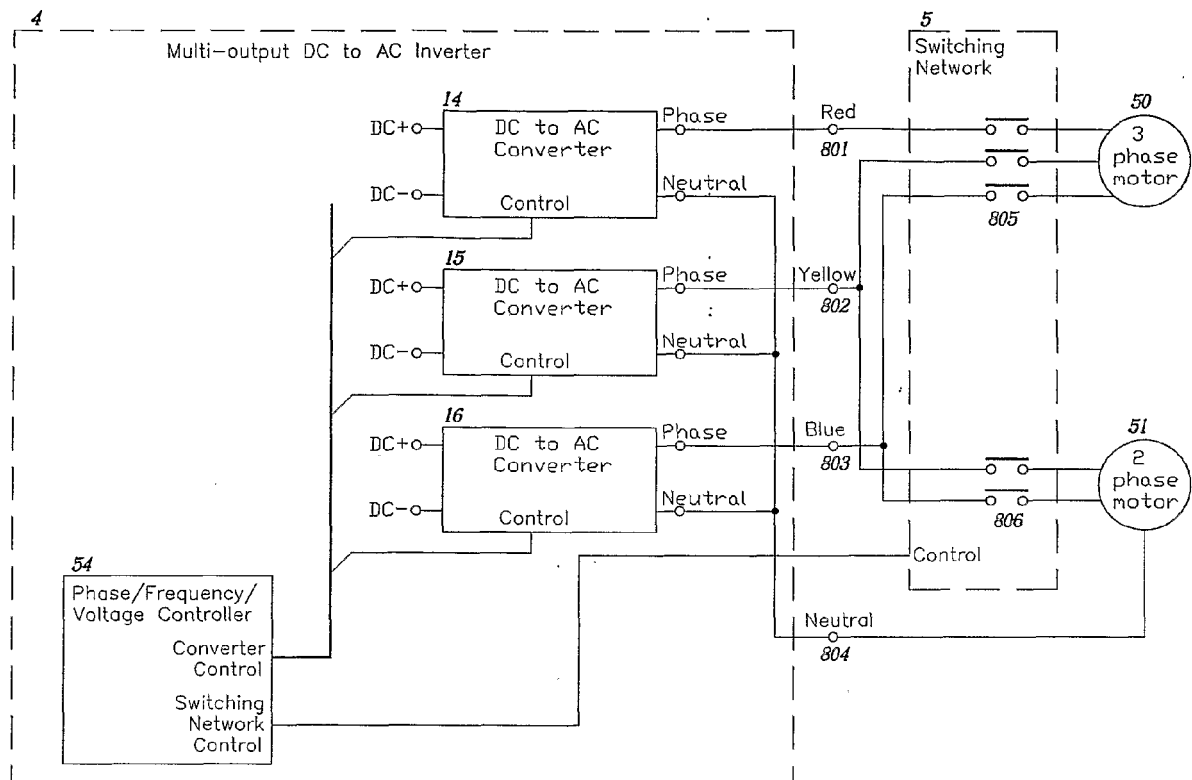 4
5
Multi-output DC to AC Inverter
Switching
Network
14
DC+
DC to AC
Converter
Phase
Red
801
50
3
phase
motor
DC-
Control
Neutral
805
15
DC+
DC to AC
Converter
Phase
Yellow
802
DC-
Control
Neutral
16
DC+
DC to AC
Converter
Phase
Blue
803
51
2
phase
motor
DC-
Control
Neutral
806
Control
54
Phase/Frequency/
Voltage Controller
Converter
Control
Switching
Network
Control
Neutral
804